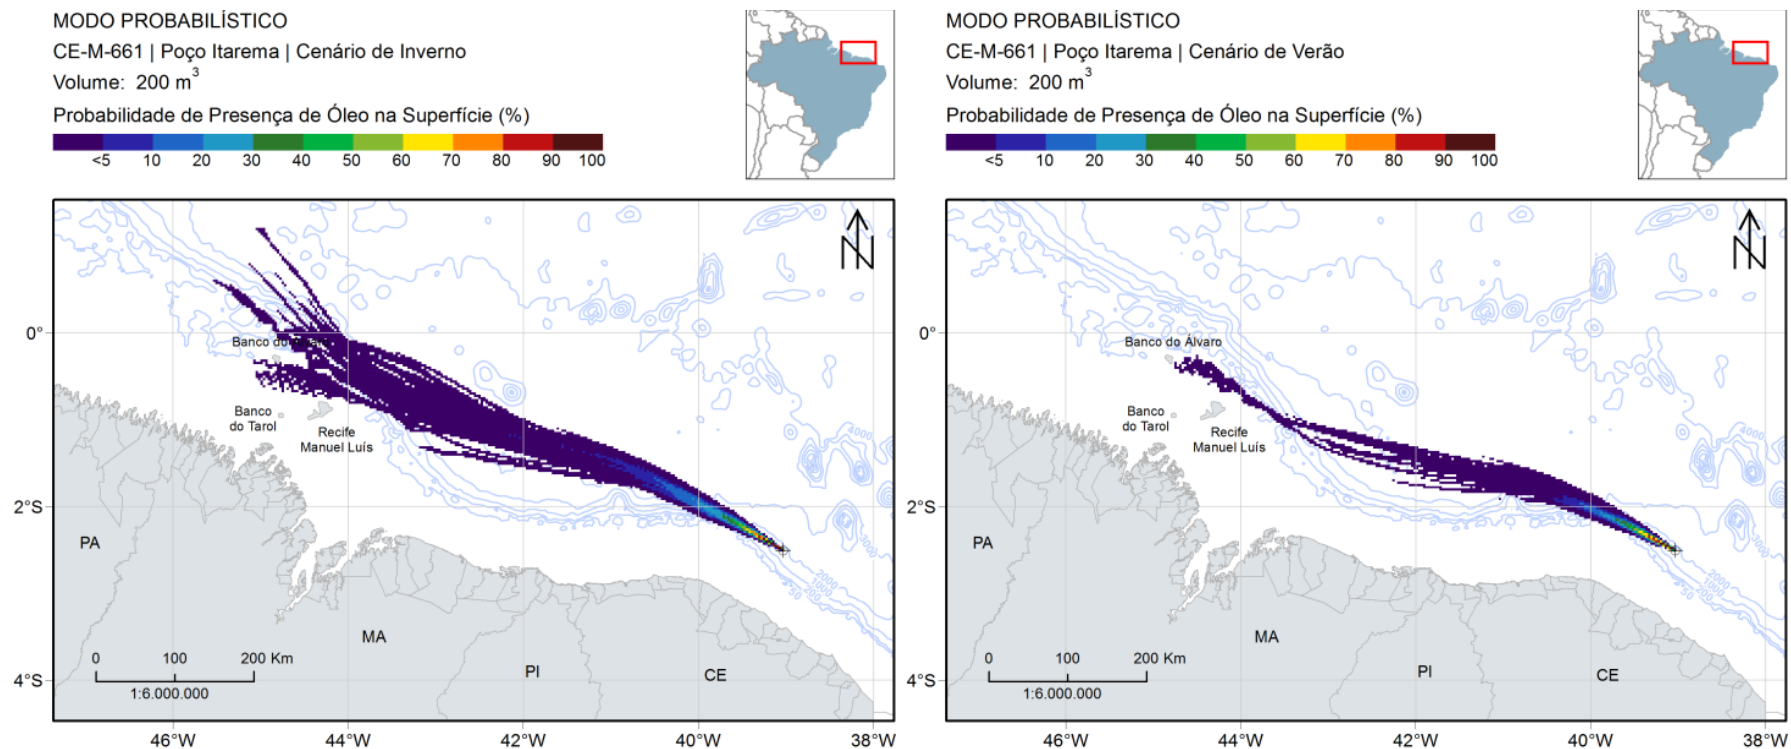 MODO PROBABILÍSTICO
CE-M-661 | Poço Itarema | Cenário de Inverno
Volume: 200 m³
Probabilidade de Presença de Óleo na Superfície (%)
<5 10 20 30 40 50 60 70 80 90 100
N
0°
2°S
4°S
Banco do
Banco
do Tarol
Recife
Manuel Luís
PA
MA
PI
CE
2000
0 100 200 Km
1:6.000.000
46°W 44°W 42°W 40°W 38°W
MODO PROBABILÍSTICO
CE-M-661 | Poço Itarema | Cenário de Verão
Volume: 200 m³
Probabilidade de Presença de Óleo na Superfície (%)
<5 10 20 30 40 50 60 70 80 90 100
N
0°
2°S
4°S
Banco do Álvaro
Banco
do Tarol
Recife
Manuel Luís
4000
PA
MA
PI
CE
2000
0 100 200 Km
1:6.000.000
46°W 44°W 42°W 40°W 38°W